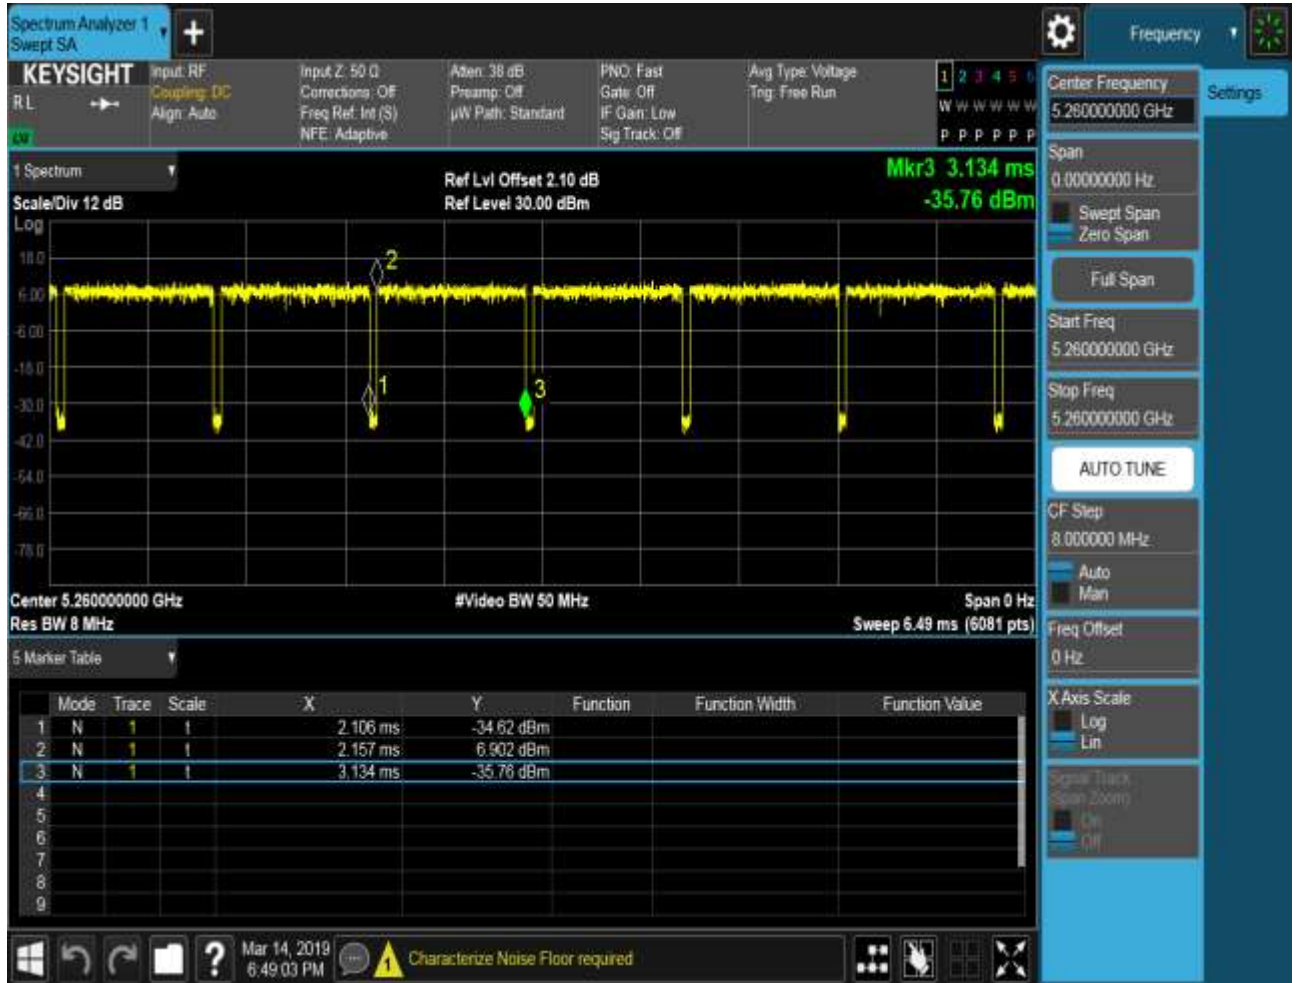 Spectrum Analyzer 1
Swept SA
+
Frequency
KEYSIGHT
RL
Input: RF
Coupling: DC
Align: Auto
Input Z: 50 Ω
Corrections: Off
Freq Ref: Int (S)
NFE: Adaptive
Atten: 38 dB
Preamp: Off
µW Path: Standard
PNO: Fast
Gate: Off
IF Gain: Low
Sig Track: Off
Avg Type: Voltage
Trig: Free Run
1 2 3 4 5 6
W W W W W W
P P P P P P
1 Spectrum
Scale/Div 12 dB
Ref Lvl Offset 2.10 dB
Ref Level 30.00 dBm
Mkr3 3.134 ms
-35.76 dBm
Log
18.0
6.00
-6.00
-18.0
-30.0
-42.0
-54.0
-66.0
-78.0
2
1
3
Center 5.260000000 GHz
#Video BW 50 MHz
Span 0 Hz
Res BW 8 MHz
Sweep 6.49 ms (6081 pts)
5 Marker Table
Mode Trace Scale X Y Function Function Width Function Value
1 N 1 t 2.106 ms -34.62 dBm
2 N 1 t 2.157 ms 6.902 dBm
3 N 1 t 3.134 ms -35.76 dBm
4
5
6
7
8
9
Mar 14, 2019
6:49:03 PM
?
1
Characterize Noise Floor required
Center Frequency
5.260000000 GHz
Settings
Span
0.00000000 Hz
Swept Span
Zero Span
Full Span
Start Freq
5.260000000 GHz
Stop Freq
5.260000000 GHz
AUTO TUNE
CF Step
8.000000 MHz
Auto
Man
Freq Offset
0 Hz
X Axis Scale
Log
Lin
Signal Track
(Span Zoom)
On
Off